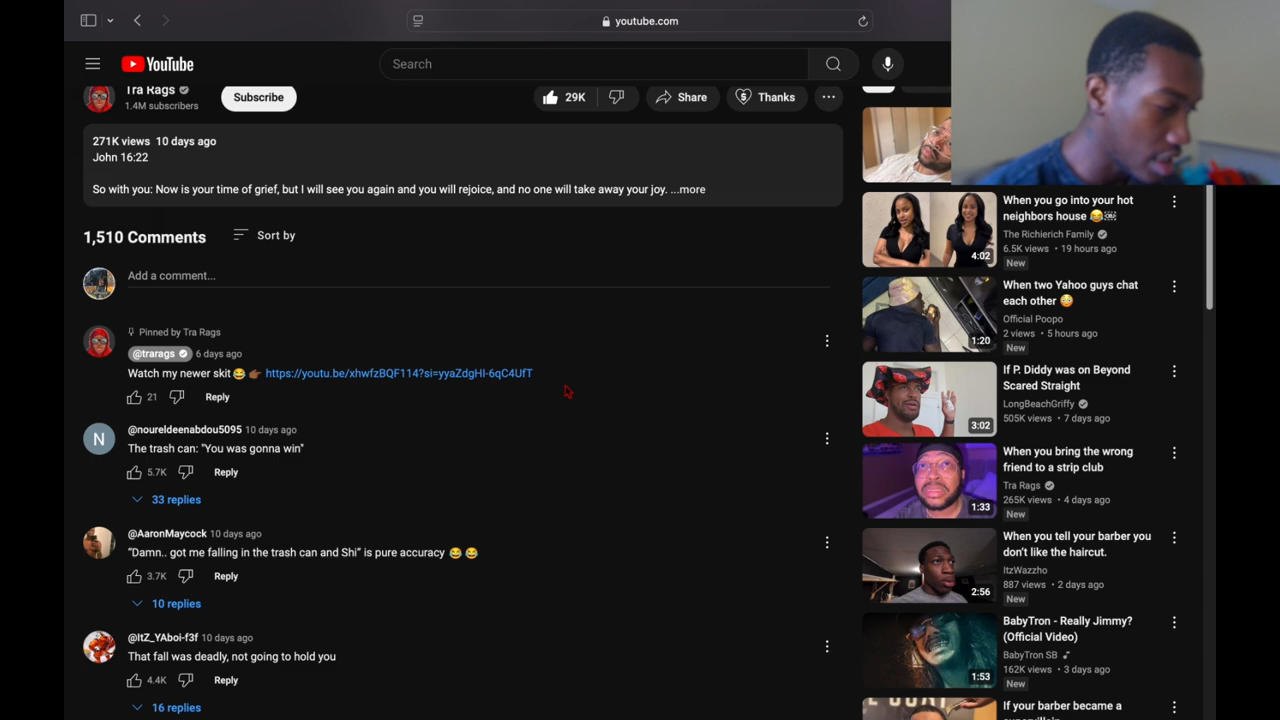 youtube.com
YouTube
Search
Tra Rags
1.4M subscribers
Subscribe
29K
Share
Thanks
271K views 10 days ago
John 16:22
So with you: Now is your time of grief, but I will see you again and you will rejoice, and no one will take away your joy. ...more
1,510 Comments
Sort by
Add a comment...
Pinned by Tra Rags
@trarags 6 days ago
Watch my newer skit😂 👉🏾 https://youtu.be/xhwfzBQF114?si=yyaZdgHI-6qC4UfT
21
Reply
N
@noureldeenabdou5095 10 days ago
The trash can: "You was gonna win"
5.7K
Reply
33 replies
@AaronMaycock 10 days ago
“Damn.. got me falling in the trash can and Shi” is pure accuracy 😂 😂
3.7K
Reply
10 replies
@ItZ_YAboi-f3f 10 days ago
That fall was deadly, not going to hold you
4.4K
Reply
16 replies
When you go into your hot
neighbors house 😂￼
The Richierich Family
6.5K views • 19 hours ago
New
4:02
When two Yahoo guys chat
each other 😳
Official Poopo
2 views • 5 hours ago
New
1:20
If P. Diddy was on Beyond
Scared Straight
LongBeachGriffy
505K views • 7 days ago
3:02
When you bring the wrong
friend to a strip club
Tra Rags
265K views • 4 days ago
New
1:33
When you tell your barber you
don't like the haircut.
ItzWazzho
887 views • 2 days ago
New
2:56
BabyTron - Really Jimmy?
(Official Video)
BabyTron SB
162K views • 3 days ago
New
1:53
If your barber became a